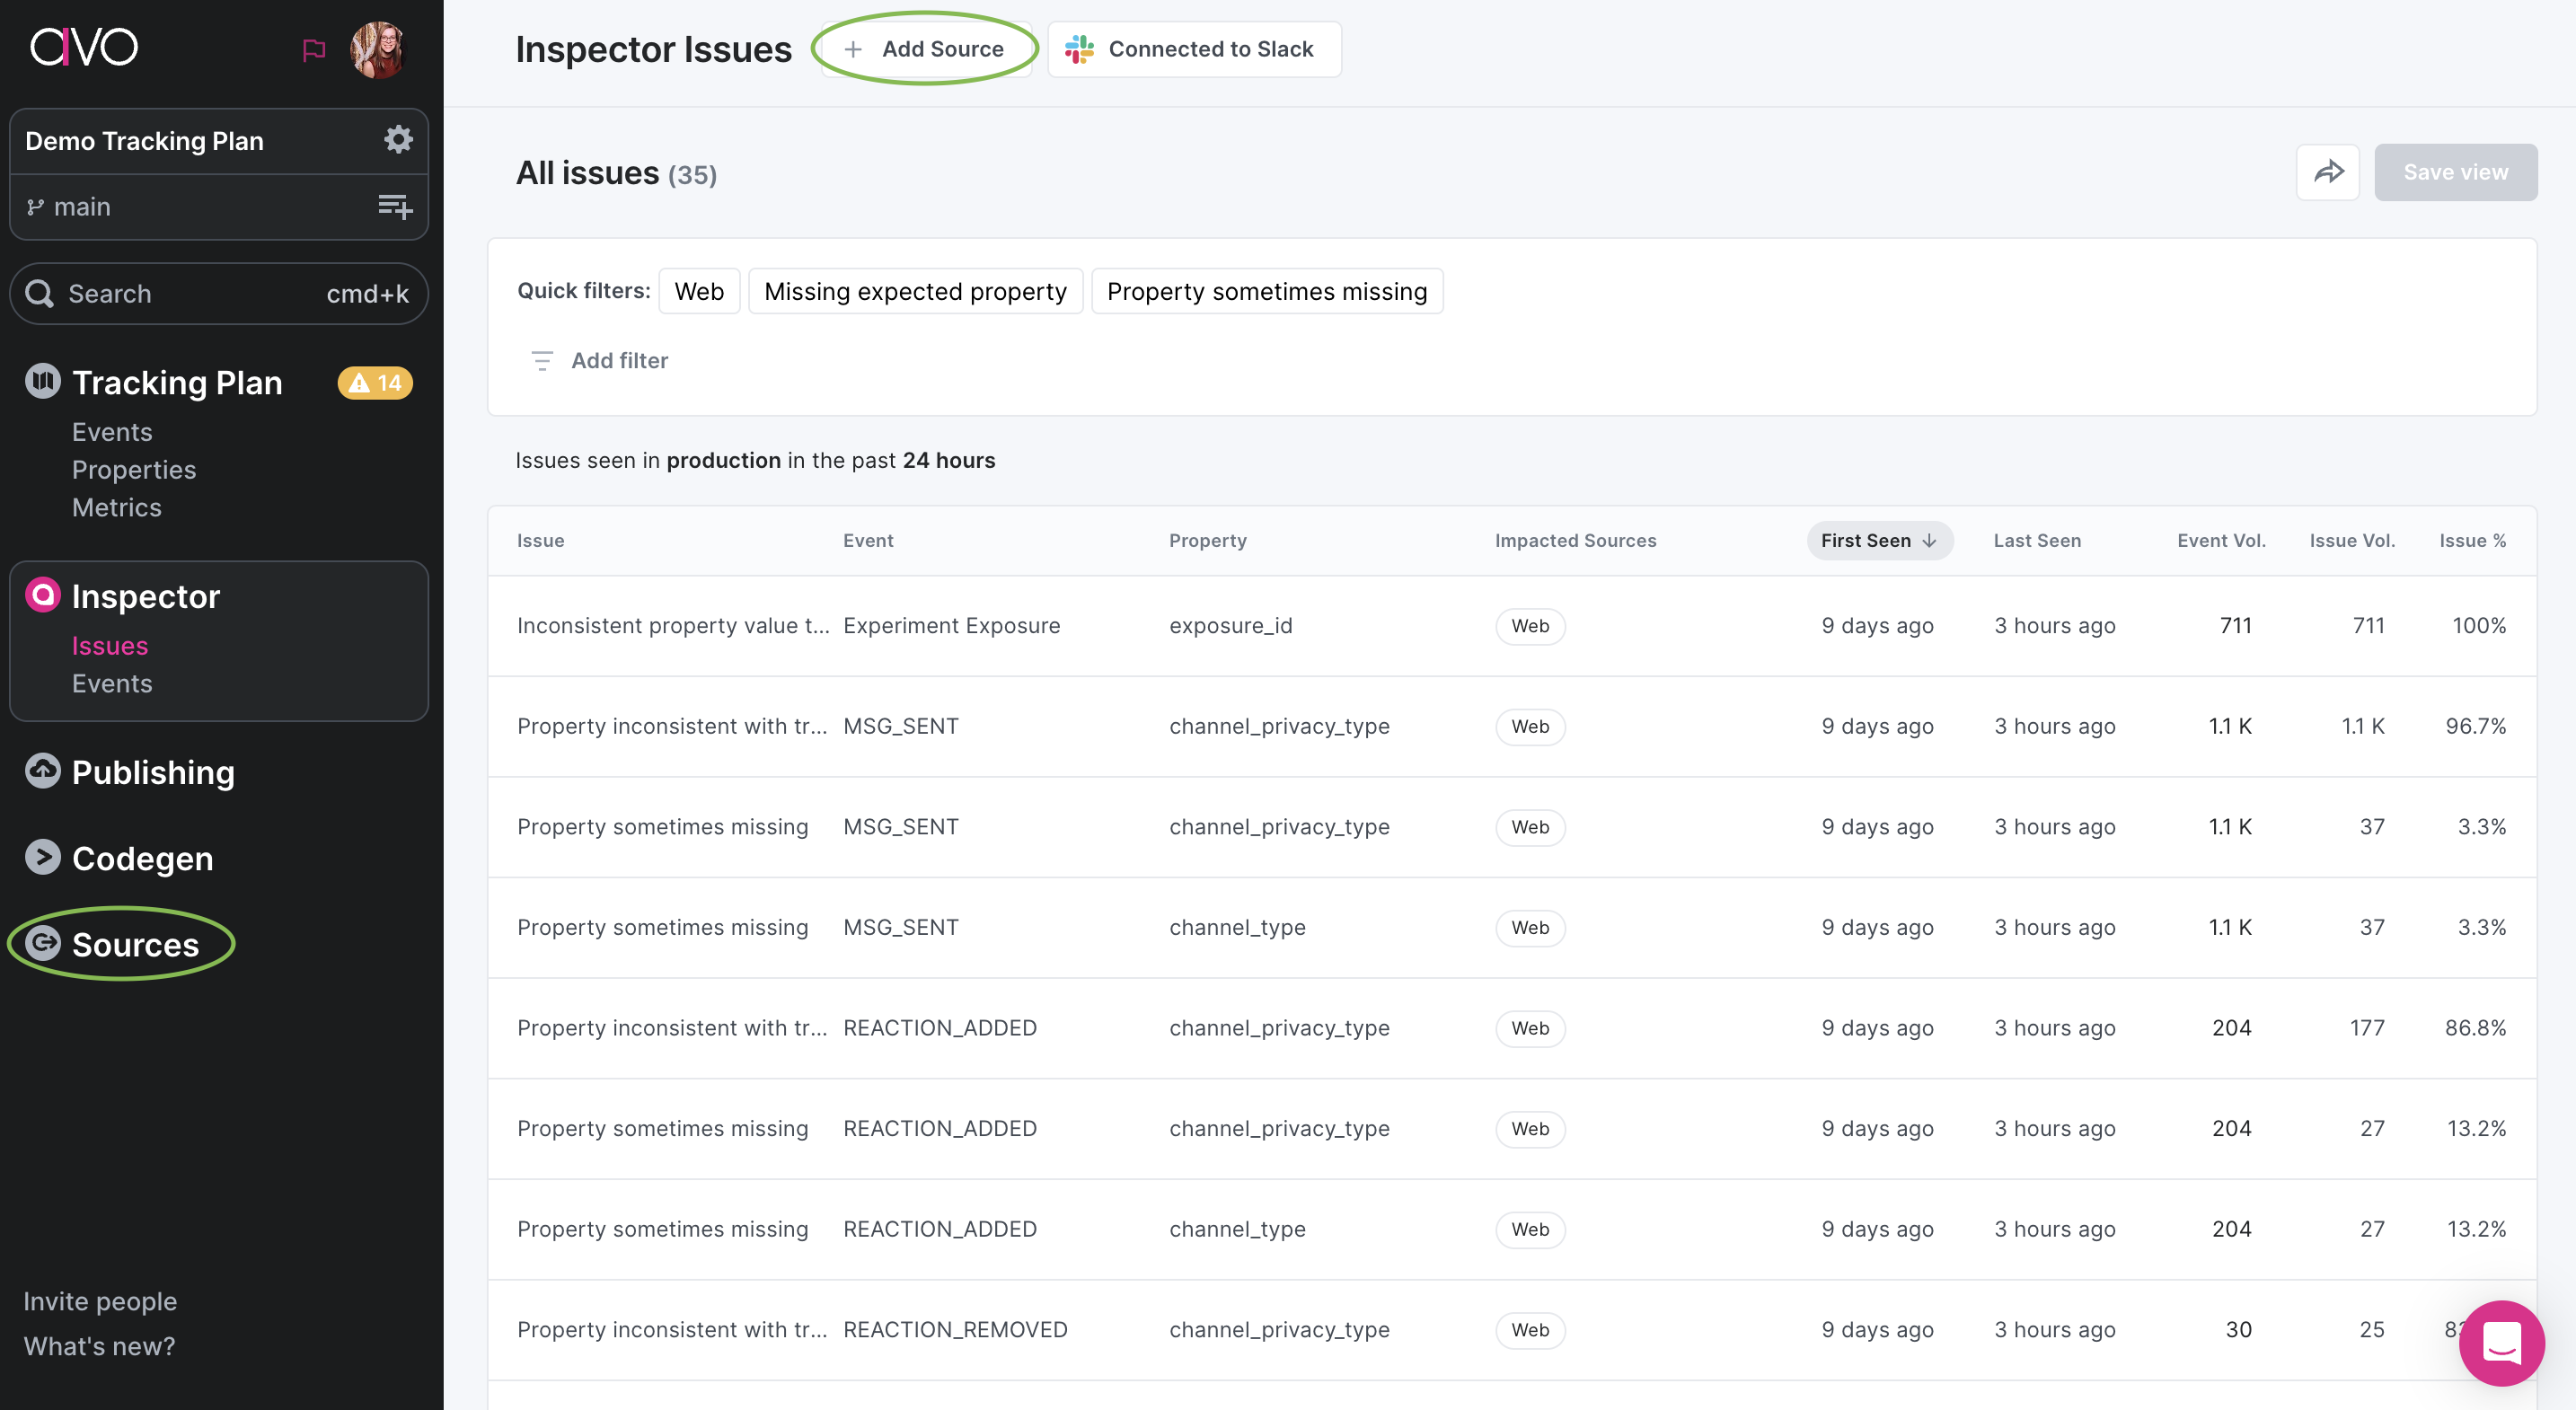 avo
Demo Tracking Plan
main
Search cmd+k
Tracking Plan 14
Events
Properties
Metrics
Inspector
Issues
Events
Publishing
Codegen
Sources
Invite people
What's new?
Inspector Issues + Add Source Connected to Slack
All issues (35) Save view
Quick filters: Web Missing expected property Property sometimes missing
Add filter
Issues seen in production in the past 24 hours
Issue Event Property Impacted Sources First Seen ↓ Last Seen Event Vol. Issue Vol. Issue %
Inconsistent property value t... Experiment Exposure exposure_id Web 9 days ago 3 hours ago 711 711 100%
Property inconsistent with tr... MSG_SENT channel_privacy_type Web 9 days ago 3 hours ago 1.1 K 1.1 K 96.7%
Property sometimes missing MSG_SENT channel_privacy_type Web 9 days ago 3 hours ago 1.1 K 37 3.3%
Property sometimes missing MSG_SENT channel_type Web 9 days ago 3 hours ago 1.1 K 37 3.3%
Property inconsistent with tr... REACTION_ADDED channel_privacy_type Web 9 days ago 3 hours ago 204 177 86.8%
Property sometimes missing REACTION_ADDED channel_privacy_type Web 9 days ago 3 hours ago 204 27 13.2%
Property sometimes missing REACTION_ADDED channel_type Web 9 days ago 3 hours ago 204 27 13.2%
Property inconsistent with tr... REACTION_REMOVED channel_privacy_type Web 9 days ago 3 hours ago 30 25